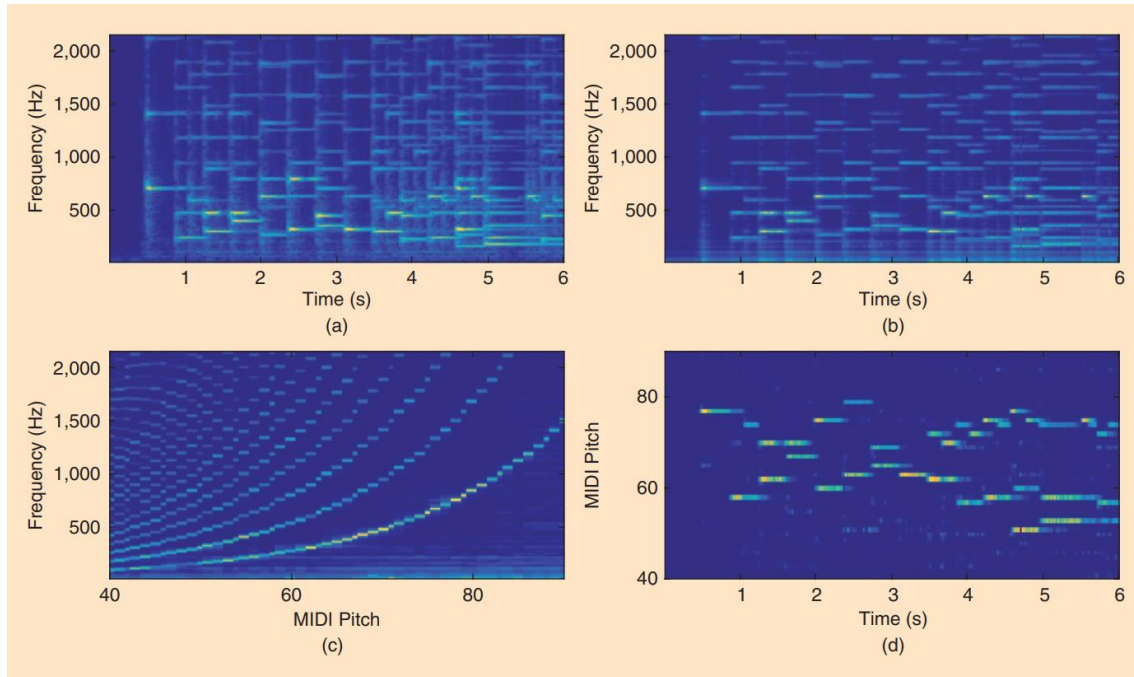 2,000
1,500
1,000
500
Frequency (Hz)
1 2 3 4 5 6
Time (s)
(a)
2,000
1,500
1,000
500
Frequency (Hz)
1 2 3 4 5 6
Time (s)
(b)
2,000
1,500
1,000
500
Frequency (Hz)
40 60 80
MIDI Pitch
(c)
80
60
40
MIDI Pitch
1 2 3 4 5 6
Time (s)
(d)